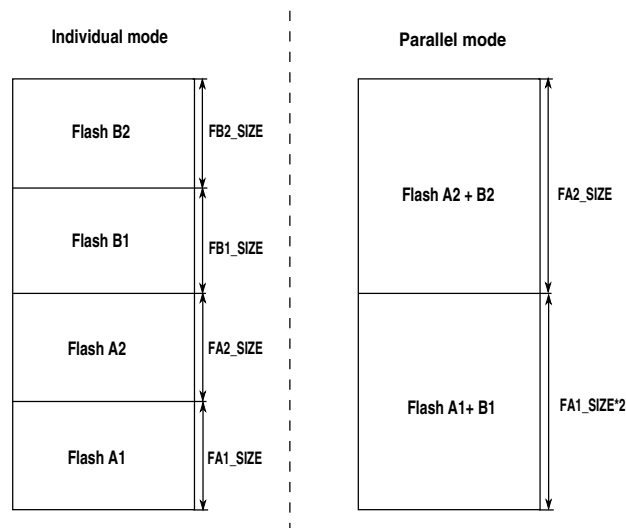 Individual mode
Flash B2
FB2_SIZE
Flash B1
FB1_SIZE
Flash A2
FA2_SIZE
Flash A1
FA1_SIZE
Parallel mode
Flash A2 + B2
FA2_SIZE
Flash A1+ B1
FA1_SIZE*2